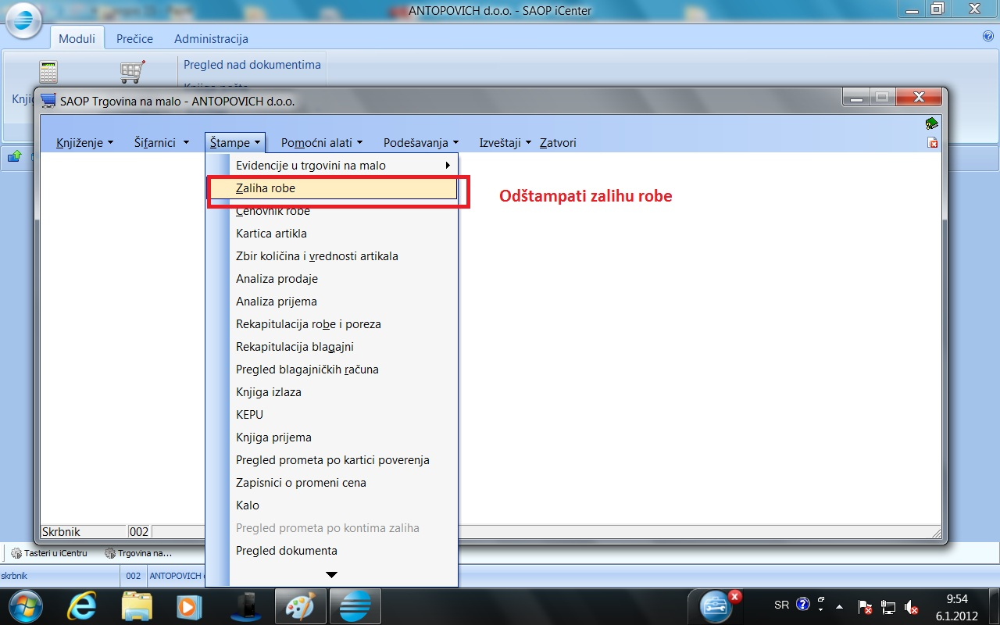 ANTOPOVICH d.o.o. - SAOP iCenter
Moduli Prečice Administracija
Pregled nad dokumentima
SAOP Trgovina na malo - ANTOPOVICH d.o.o.
Knjiženje Šifarnici Štampe Pomoćni alati Podešavanja Izveštaji Zatvori
Evidencije u trgovini na malo
Zaliha robe
Odštampati zalihu robe
Cenovnik robe
Kartica artikla
Zbir količina i vrednosti artikala
Analiza prodaje
Analiza prijema
Rekapitulacija robe i poreza
Rekapitulacija blagajni
Pregled blagajničkih računa
Knjiga izlaza
KEPU
Knjiga prijema
Pregled prometa po kartici poverenja
Zapisnici o promeni cena
Kalo
Pregled prometa po kontima zaliha
Pregled dokumenta
Skrbnik 002
Tasteri u iCentru Trgovina na...
skrbnik 002 ANTOPOVICH
SR 9:54
6.1.2012